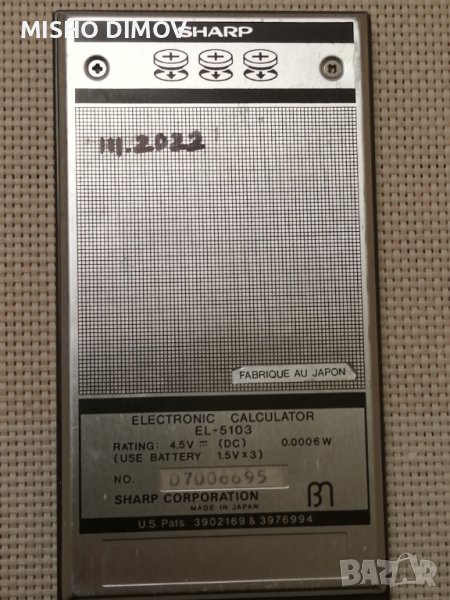 MISHO DIMOV
SHARP
III.2022
FABRIQUE AU JAPON
ELECTRONIC CALCULATOR
EL-5103
RATING: 4.5V ⎓ (DC) 0.0006W
(USE BATTERY 1.5V×3)
NO. D7006695
SHARP CORPORATION
MADE IN JAPAN
U.S. Pats 3902169 & 3976994
BAZAR